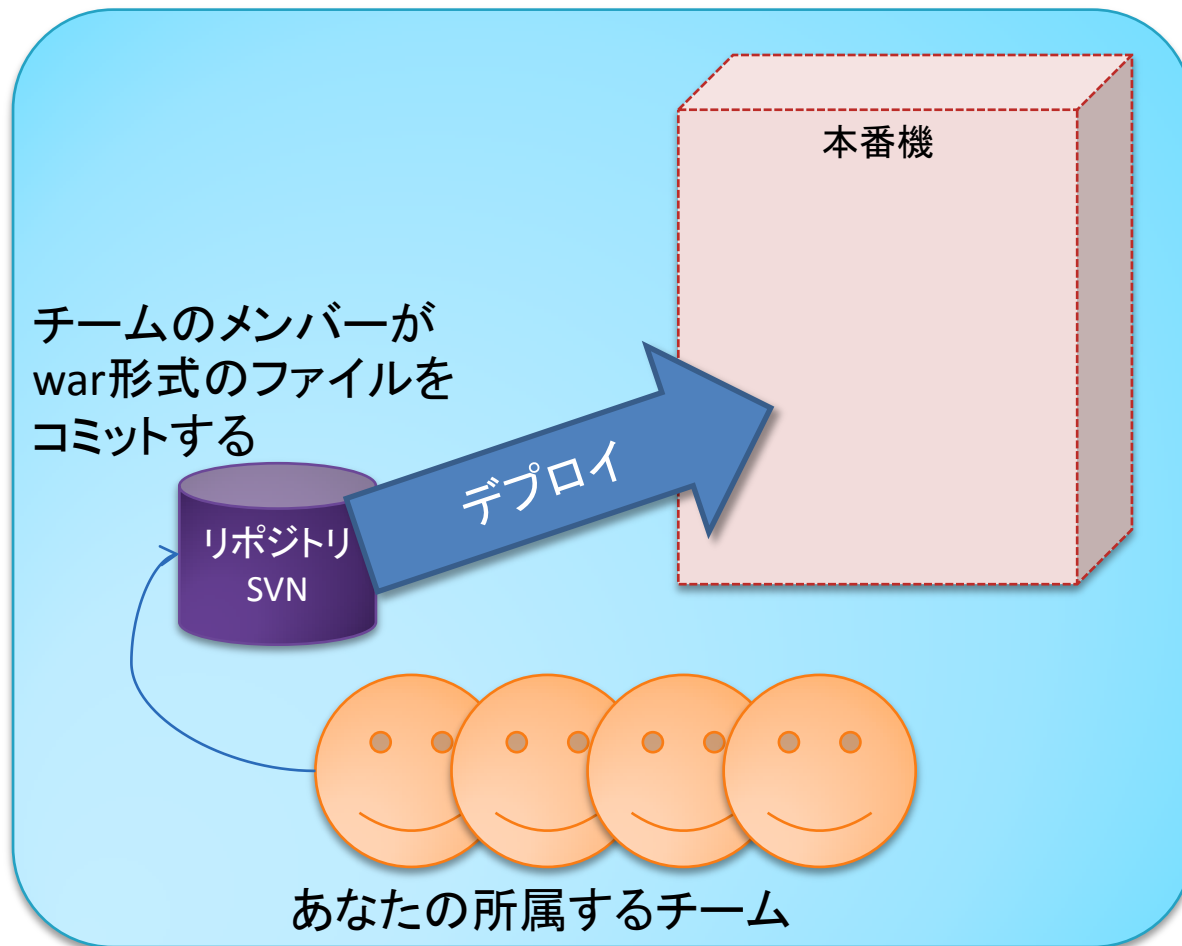 本番機
チームのメンバーが
war形式のファイルを
コミットする
デプロイ
リポジトリ
SVN
あなたの所属するチーム